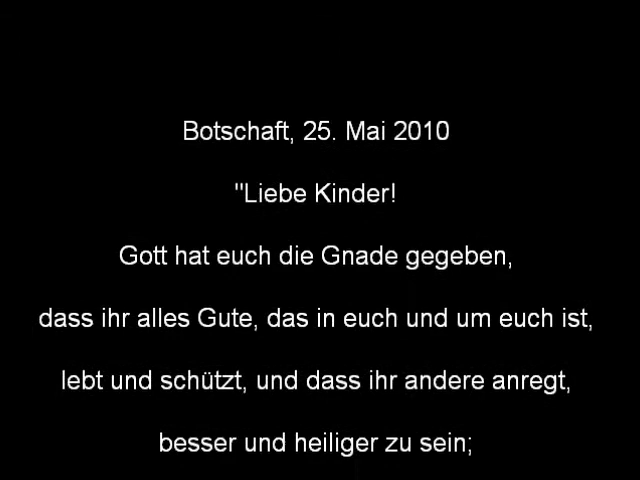 Botschaft, 25. Mai 2010
"Liebe Kinder!
Gott hat euch die Gnade gegeben,
dass ihr alles Gute, das in euch und um euch ist,
lebt und schützt, und dass ihr andere anregt,
besser und heiliger zu sein;